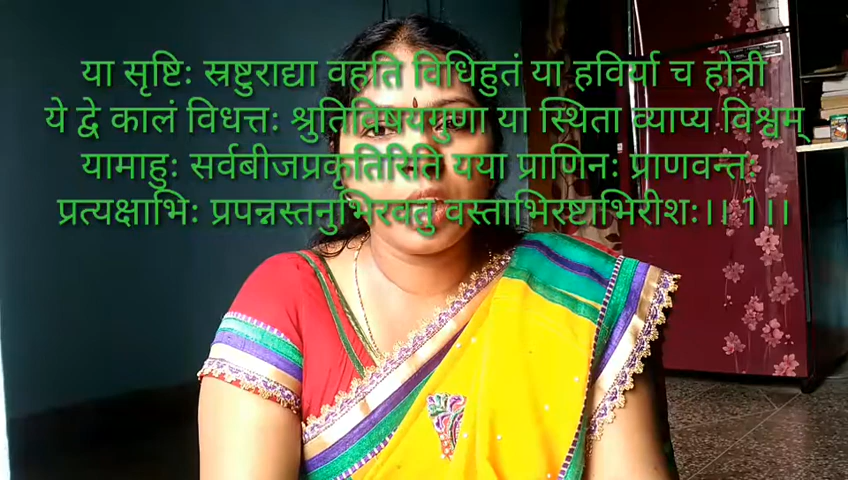 या सृष्टिः स्रष्टुराद्या वहति विधिहुतं या हविर्या च होत्री
ये द्वे कालं विधत्तः श्रुतिविषयगुणा या स्थिता व्याप्य विश्वम्
यामाहुः सर्वबीजप्रकृतिरिति यया प्राणिनः प्राणवन्तः
प्रत्यक्षाभिः प्रपन्नस्तनुभिरवतु वस्ताभिरष्टाभिरीशः।। 1।।